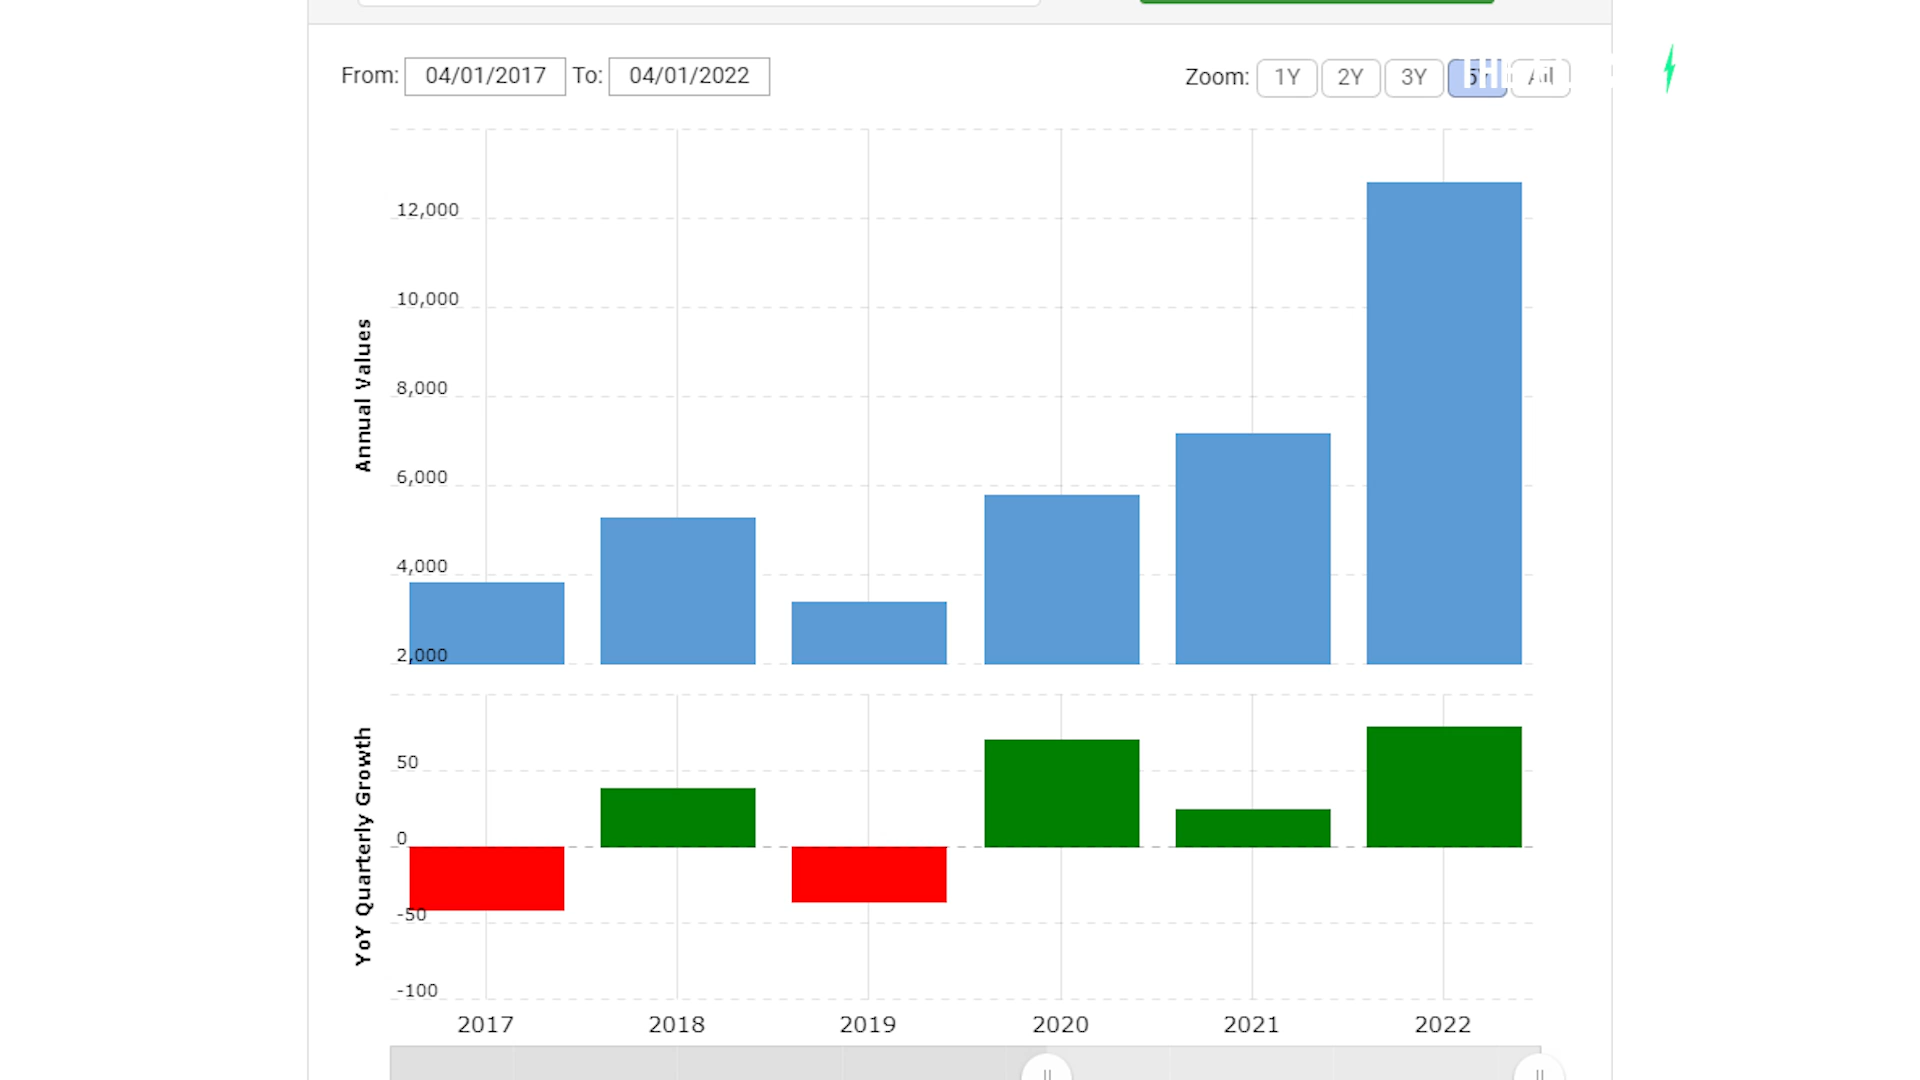 From: 04/01/2017 To: 04/01/2022 Zoom: 1Y 2Y 3Y 5Y All
Annual Values
12,000
10,000
8,000
6,000
4,000
2,000
YoY Quarterly Growth
50
0
-50
-100
2017 2018 2019 2020 2021 2022